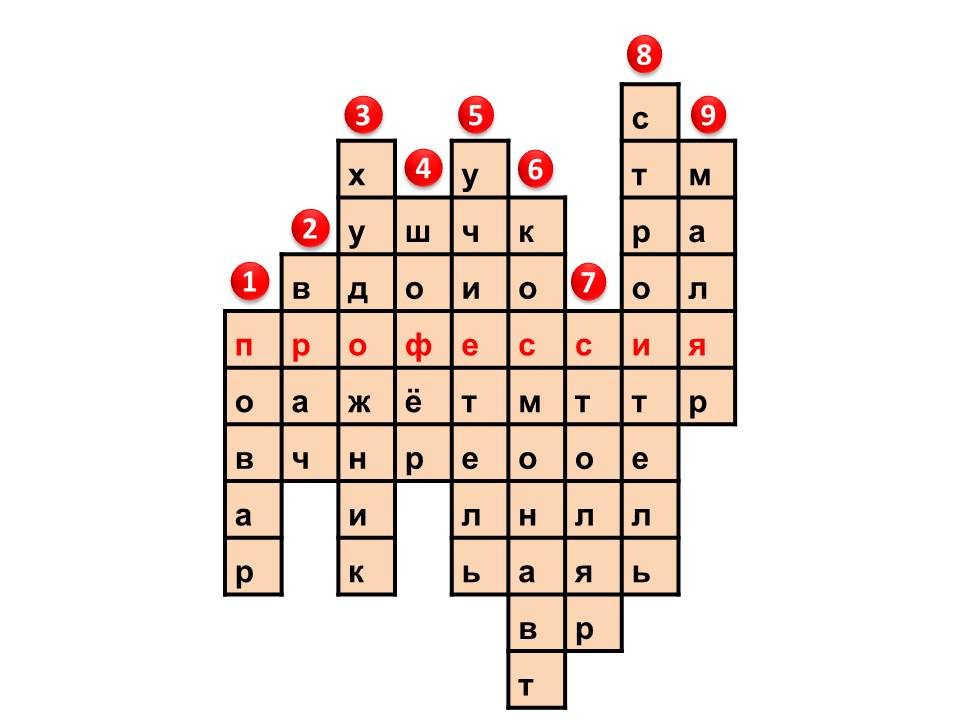 8
3 5 с 9
х 4 у 6 т м
2 у ш ч к р а
1 в д о и о 7 о л
п р о ф е с с и я
о а ж ё т м т т р
в ч н р е о о е
а и л н л л
р к ь а я ь
в р
т